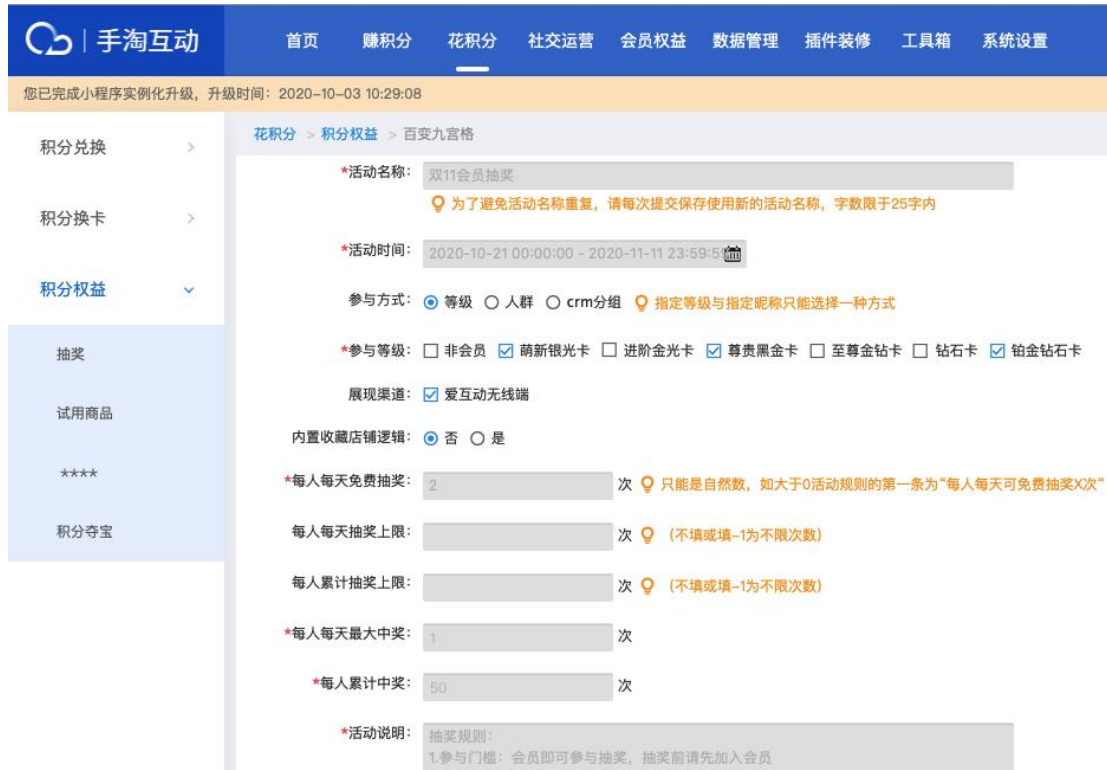 手淘互动
首页 赚积分 花积分 社交运营 会员权益 数据管理 插件装修 工具箱 系统设置
您已完成小程序实例化升级，升级时间：2020-10-03 10:29:08
积分兑换 >
积分换卡 >
积分权益
抽奖
试用商品
****
积分夺宝
花积分 > 积分权益 > 百变九宫格
*活动名称： 双11会员抽奖
为了避免活动名称重复，请每次提交保存使用新的活动名称，字数限于25字内
*活动时间： 2020-10-21 00:00:00 - 2020-11-11 23:59:59
参与方式： 等级 人群 crm分组 指定等级与指定昵称只能选择一种方式
*参与等级： 非会员 萌新银光卡 进阶金光卡 尊贵黑金卡 至尊金钻卡 钻石卡 铂金钻石卡
展现渠道： 爱互动无线端
内置收藏店铺逻辑： 否 是
*每人每天免费抽奖： 2 次 只能是自然数，如大于0活动规则的第一条为“每人每天可免费抽奖X次”
每人每天抽奖上限： 次 （不填或填-1为不限次数）
每人累计抽奖上限： 次 （不填或填-1为不限次数）
*每人每天最大中奖： 1 次
*每人累计中奖： 50 次
*活动说明： 抽奖规则：
1.参与门槛：会员即可参与抽奖，抽奖前请先加入会员